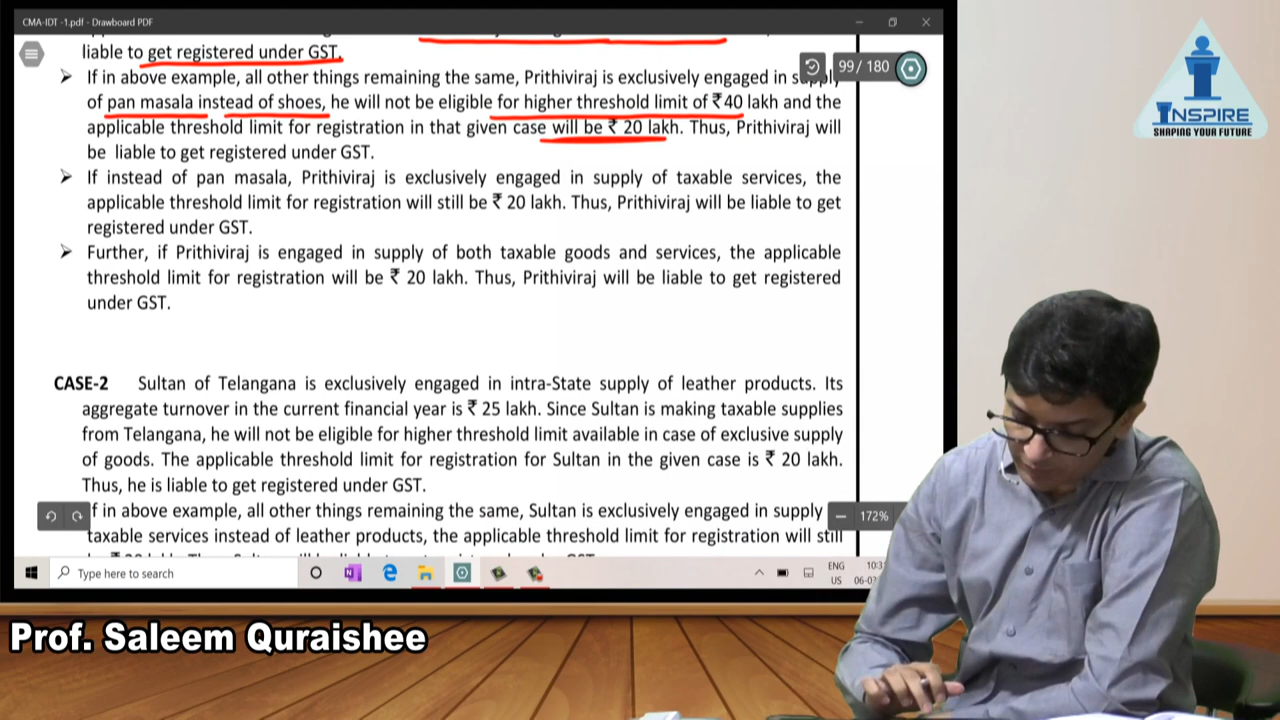 CMA-IDT -1.pdf - Drawboard PDF
liable to get registered under GST.
99 / 180
➢ If in above example, all other things remaining the same, Prithiviraj is exclusively engaged in supply
of pan masala instead of shoes, he will not be eligible for higher threshold limit of ₹40 lakh and the
applicable threshold limit for registration in that given case will be ₹ 20 lakh. Thus, Prithiviraj will
be liable to get registered under GST.
➢ If instead of pan masala, Prithiviraj is exclusively engaged in supply of taxable services, the
applicable threshold limit for registration will still be ₹ 20 lakh. Thus, Prithiviraj will be liable to get
registered under GST.
➢ Further, if Prithiviraj is engaged in supply of both taxable goods and services, the applicable
threshold limit for registration will be ₹ 20 lakh. Thus, Prithiviraj will be liable to get registered
under GST.
CASE-2 Sultan of Telangana is exclusively engaged in intra-State supply of leather products. Its
aggregate turnover in the current financial year is ₹ 25 lakh. Since Sultan is making taxable supplies
from Telangana, he will not be eligible for higher threshold limit available in case of exclusive supply
of goods. The applicable threshold limit for registration for Sultan in the given case is ₹ 20 lakh.
Thus, he is liable to get registered under GST.
f in above example, all other things remaining the same, Sultan is exclusively engaged in supply
172%
taxable services instead of leather products, the applicable threshold limit for registration will still
Type here to search
ENG
US
10:3
06-0
INSPIRE
SHAPING YOUR FUTURE
Prof. Saleem Quraishee